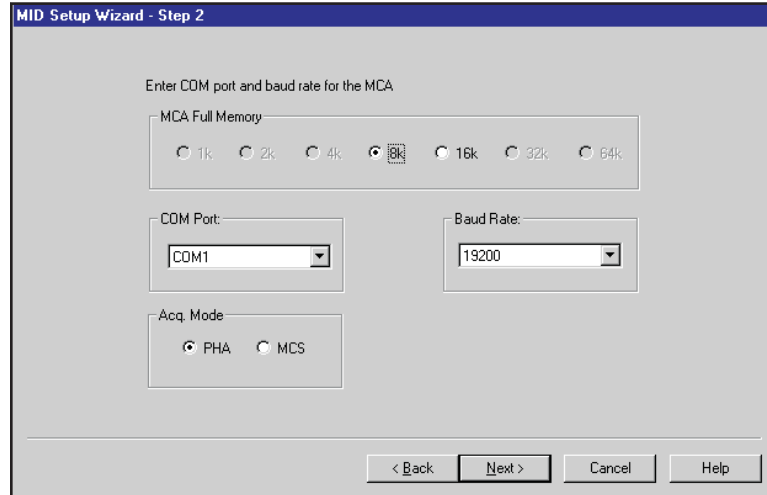 MID Setup Wizard - Step 2
Enter COM port and baud rate for the MCA
MCA Full Memory
1k 2k 4k 8k 16k 32k 64k
COM Port: Baud Rate:
COM1 19200
Acq. Mode
PHA MCS
< Back Next > Cancel Help